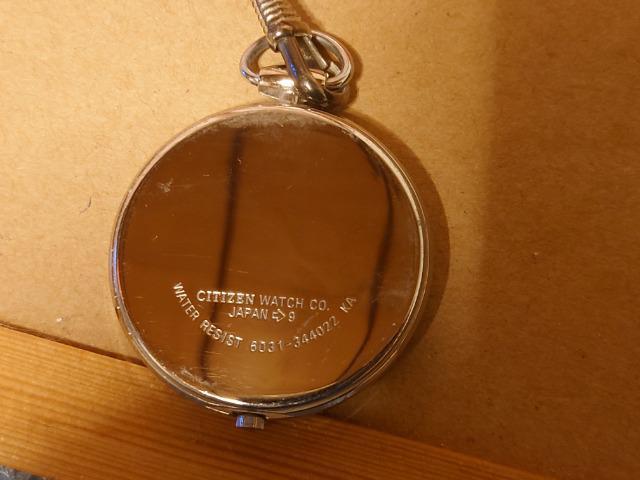 CITIZEN WATCH CO.
JAPAN ⇨ 9
WATER RESIST 6031-344022 KA